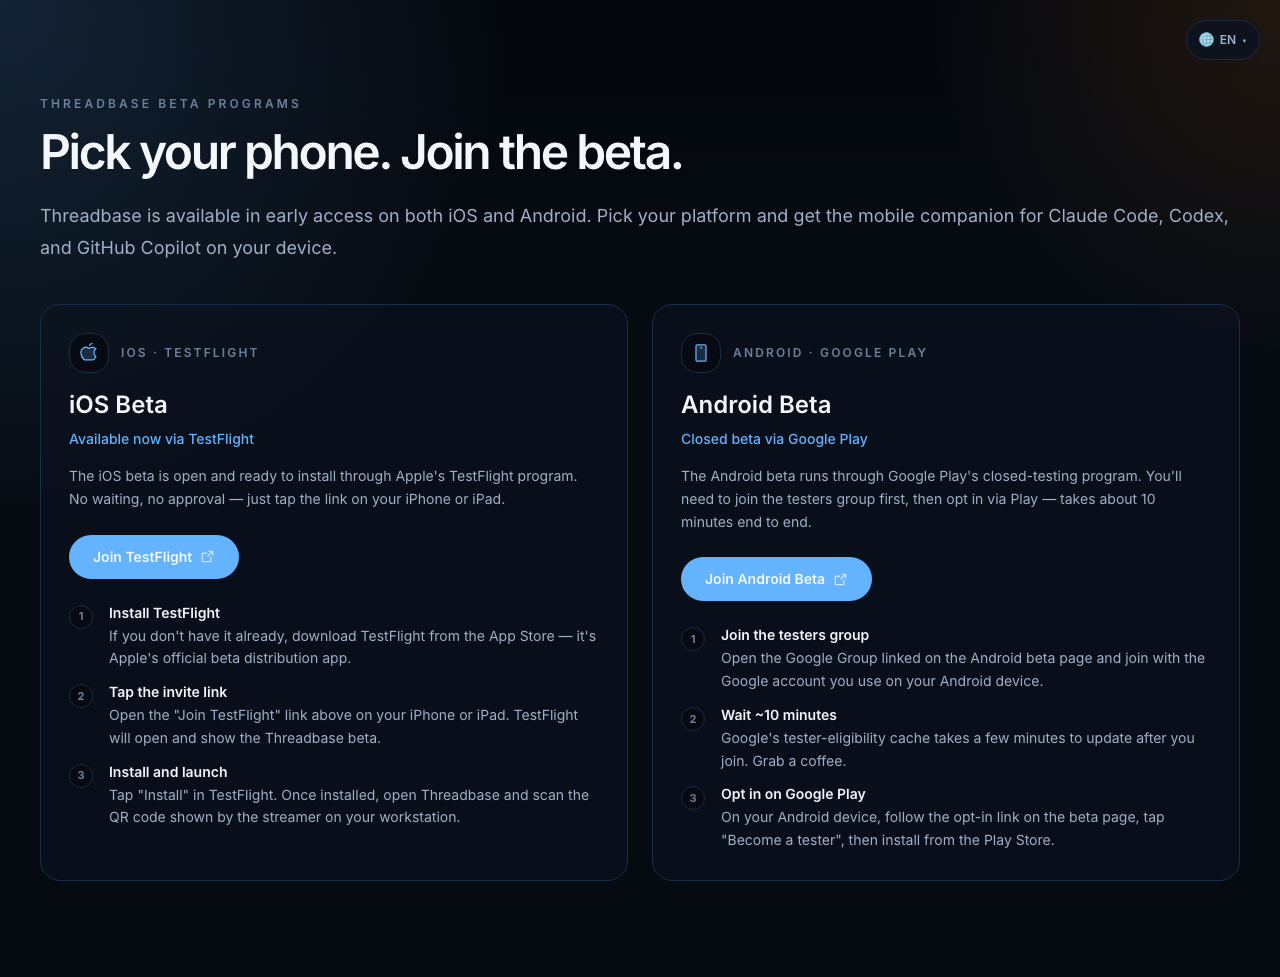 EN
THREADBASE BETA PROGRAMS
Pick your phone. Join the beta.
Threadbase is available in early access on both iOS and Android. Pick your platform and get the mobile companion for Claude Code, Codex,
and GitHub Copilot on your device.
IOS · TESTFLIGHT
iOS Beta
Available now via TestFlight
The iOS beta is open and ready to install through Apple's TestFlight program.
No waiting, no approval — just tap the link on your iPhone or iPad.
Join TestFlight
1
Install TestFlight
If you don't have it already, download TestFlight from the App Store — it's
Apple's official beta distribution app.
2
Tap the invite link
Open the "Join TestFlight" link above on your iPhone or iPad. TestFlight
will open and show the Threadbase beta.
3
Install and launch
Tap "Install" in TestFlight. Once installed, open Threadbase and scan the
QR code shown by the streamer on your workstation.
ANDROID · GOOGLE PLAY
Android Beta
Closed beta via Google Play
The Android beta runs through Google Play's closed-testing program. You'll
need to join the testers group first, then opt in via Play — takes about 10
minutes end to end.
Join Android Beta
1
Join the testers group
Open the Google Group linked on the Android beta page and join with the
Google account you use on your Android device.
2
Wait ~10 minutes
Google's tester-eligibility cache takes a few minutes to update after you
join. Grab a coffee.
3
Opt in on Google Play
On your Android device, follow the opt-in link on the beta page, tap
"Become a tester", then install from the Play Store.